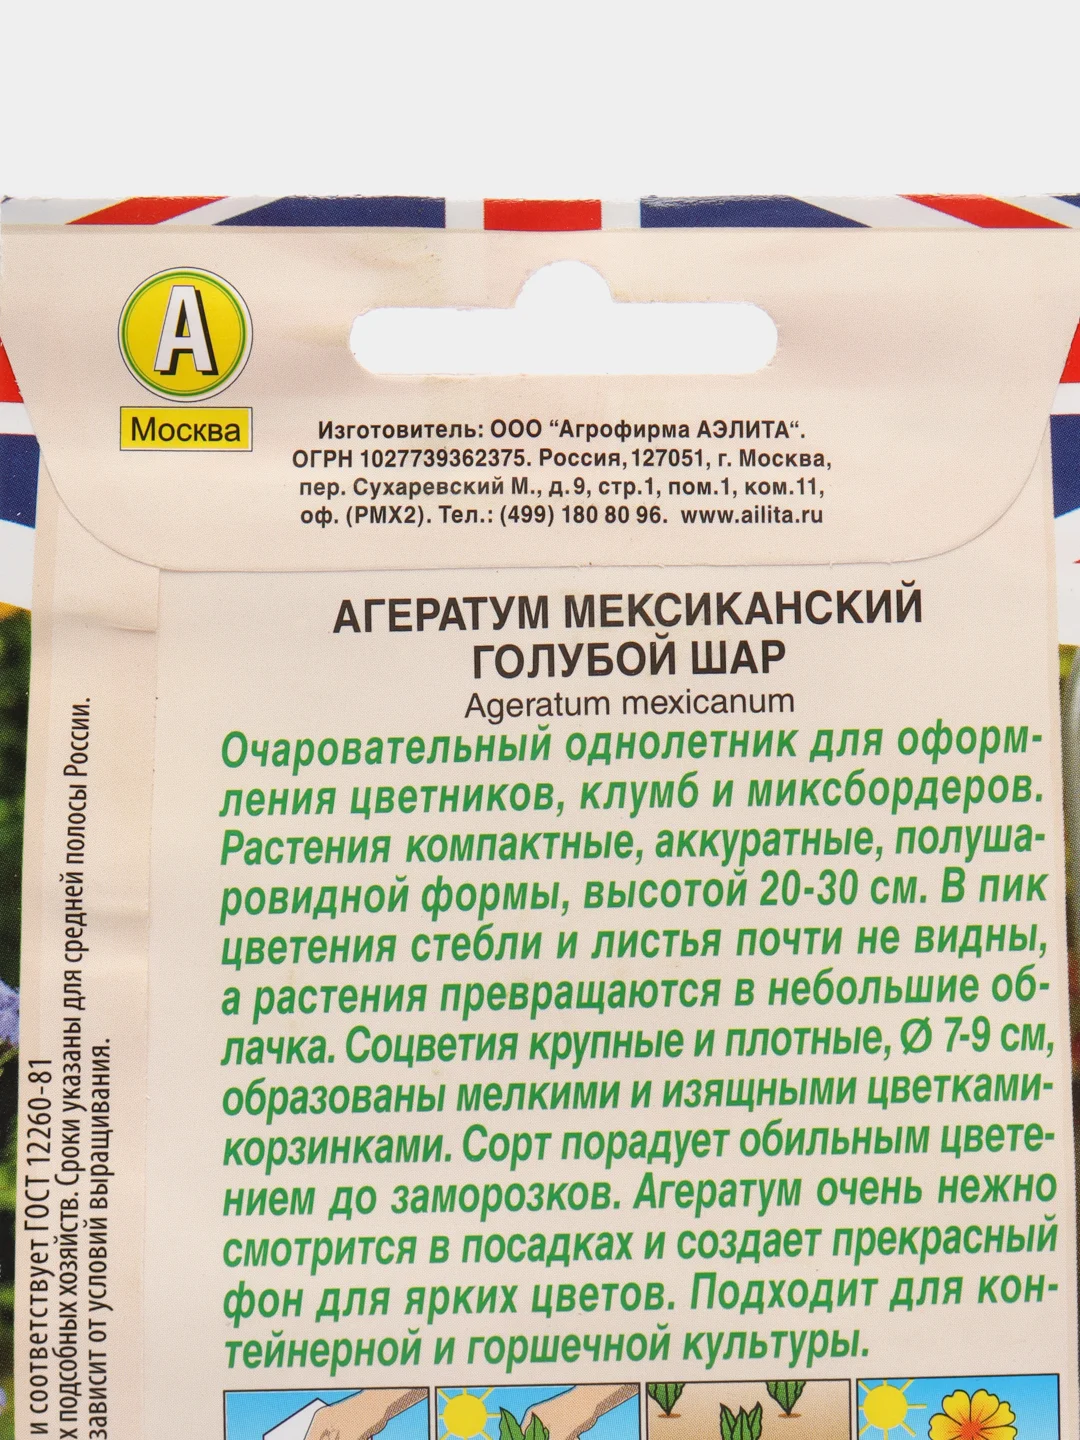 А
Москва
Изготовитель: ООО “Агрофирма АЭЛИТА“.
ОГРН 1027739362375. Россия,127051, г. Москва,
пер. Сухаревский М., д.9, стр.1, пом.1, ком.11,
оф. (РМХ2). Тел.: (499) 180 80 96. www.ailita.ru
АГЕРАТУМ МЕКСИКАНСКИЙ
ГОЛУБОЙ ШАР
Ageratum mexicanum
Очаровательный однолетник для оформ-
ления цветников, клумб и миксбордеров.
Растения компактные, аккуратные, полуша-
ровидной формы, высотой 20-30 см. В пик
цветения стебли и листья почти не видны,
а растения превращаются в небольшие об-
лачка. Соцветия крупные и плотные, Ø 7-9 см,
образованы мелкими и изящными цветками-
корзинками. Сорт порадует обильным цвете-
нием до заморозков. Агератум очень нежно
смотрится в посадках и создает прекрасный
фон для ярких цветов. Подходит для кон-
тейнерной и горшечной культуры.
и соответствует ГОСТ 12260-81
х подсобных хозяйств. Сроки указаны для средней полосы России.
зависит от условий выращивания.